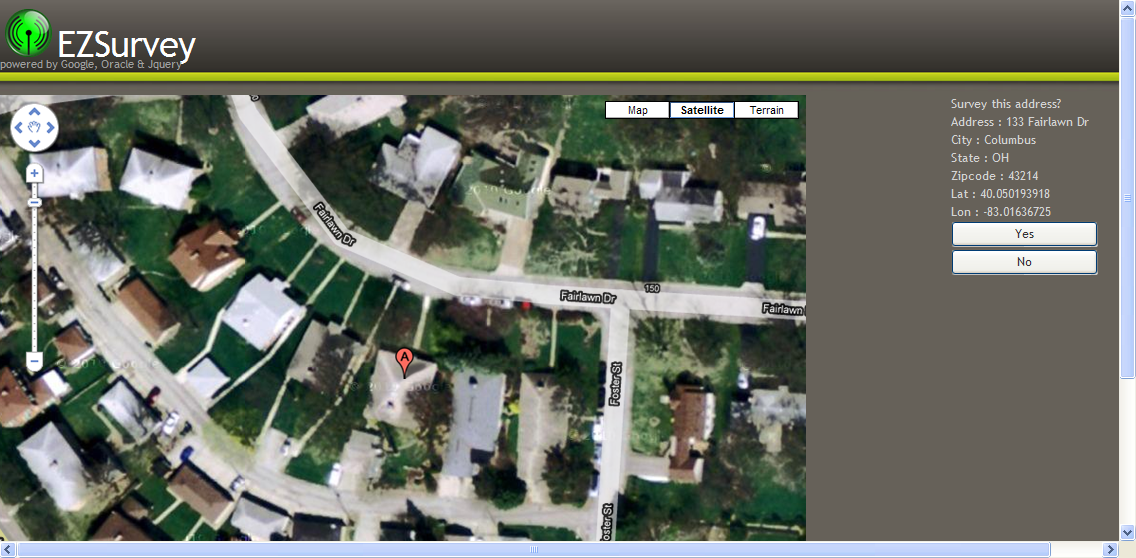 EZSurvey
powered by Google, Oracle & Jquery
Map
Satellite
Terrain
Survey this address?
Address : 133 Fairlawn Dr
City : Columbus
State : OH
Zipcode : 43214
Lat : 40.050193918
Lon : -83.01636725
Yes
No
Fairlawn Dr
150
Fairlawn Dr
Fairlawn
A
Foster St
oster St